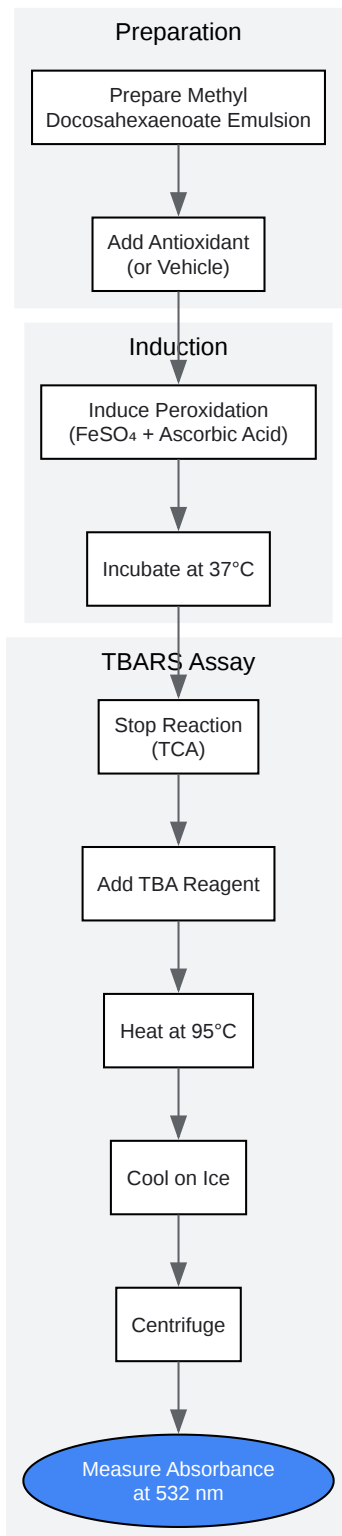 Preparation
Prepare Methyl
Docosahexaenoate Emulsion
Add Antioxidant
(or Vehicle)
Induction
Induce Peroxidation
(FeSO₄ + Ascorbic Acid)
Incubate at 37°C
TBARS Assay
Stop Reaction
(TCA)
Add TBA Reagent
Heat at 95°C
Cool on Ice
Centrifuge
Measure Absorbance
at 532 nm